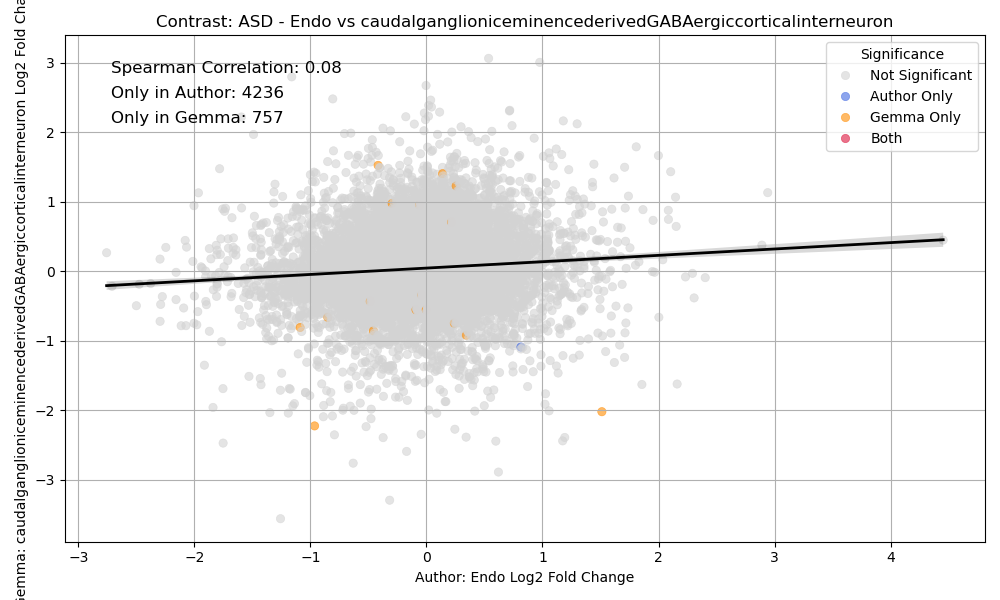 Contrast: ASD - Endo vs caudalganglioniceminencederivedGABAergiccorticalinterneuron
Spearman Correlation: 0.08
Only in Author: 4236
Only in Gemma: 757
Significance
Not Significant
Author Only
Gemma Only
Both
3
2
1
0
−1
−2
−3
−3
−2
−1
0
1
2
3
4
Author: Endo Log2 Fold Change
caudalganglioniceminencederivedGABAergiccorticalinterneuron Log2 Fold